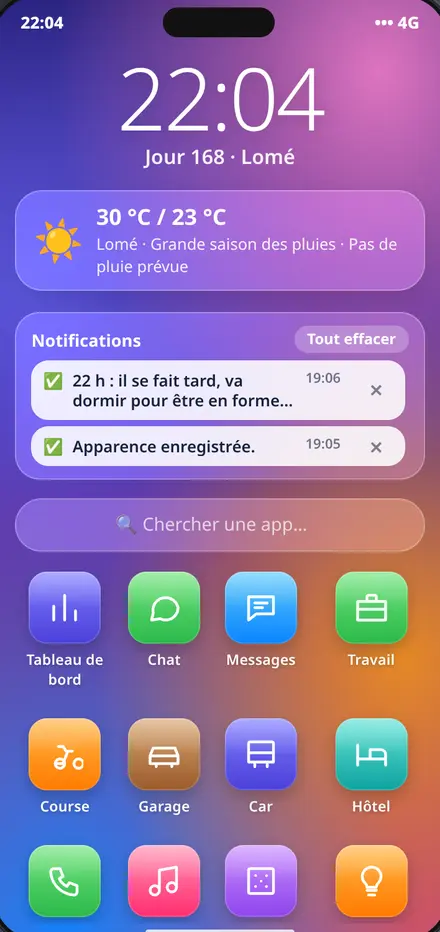 22:04
••• 4G
22:04
Jour 168 · Lomé
30 °C / 23 °C
Lomé · Grande saison des pluies · Pas de
pluie prévue
Notifications
Tout effacer
22 h : il se fait tard, va
dormir pour être en forme...
19:06
Apparence enregistrée.
19:05
Chercher une app...
Tableau de
bord
Chat
Messages
Travail
Course
Garage
Car
Hôtel